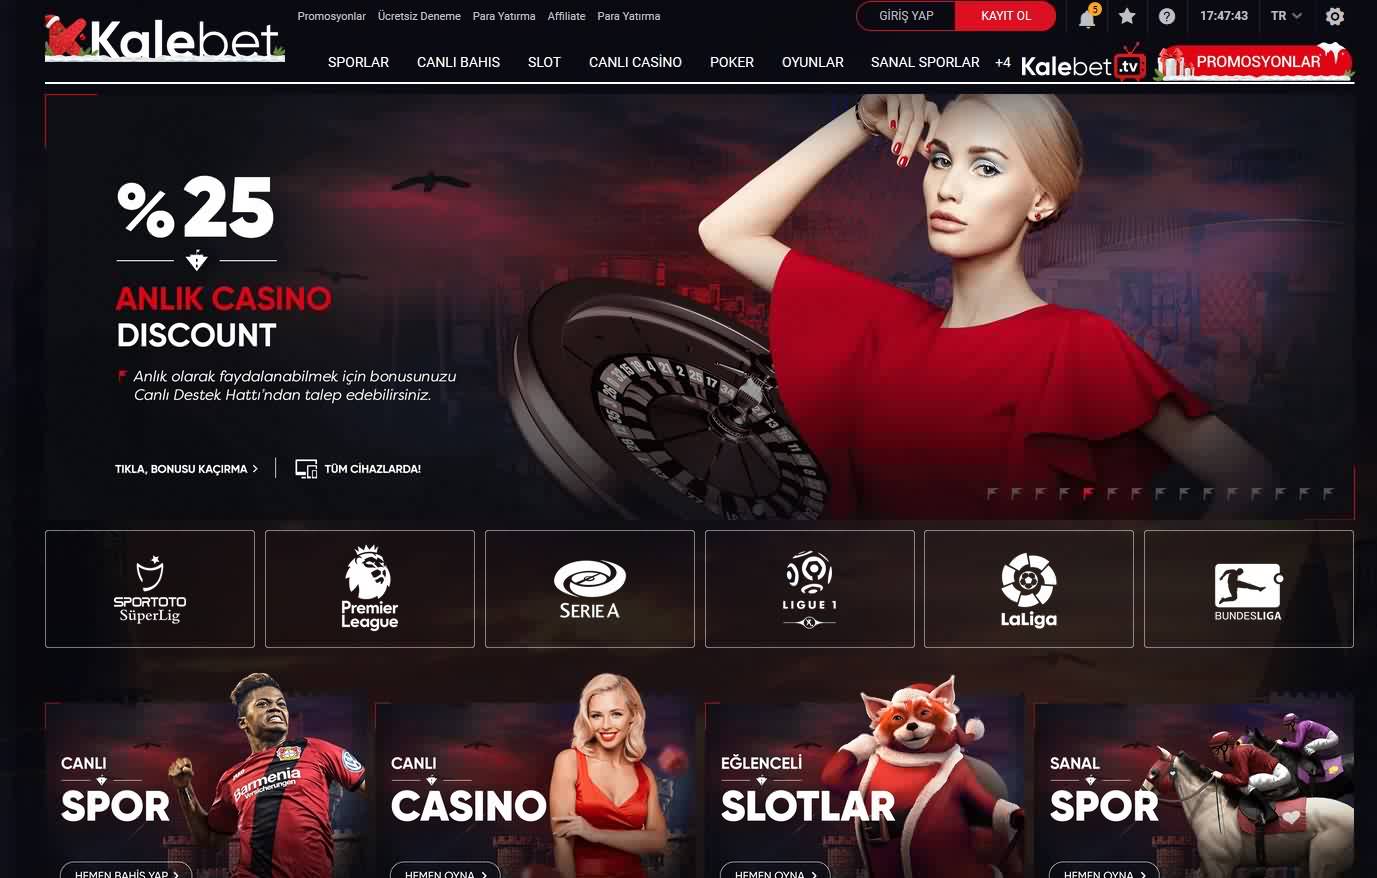 Kalebet
Promosyonlar Ücretsiz Deneme Para Yatırma Affiliate Para Yatırma
GİRİŞ YAP KAYIT OL 5 ? 17:47:43 TR
SPORLAR CANLI BAHIS SLOT CANLI CASİNO POKER OYUNLAR SANAL SPORLAR +4 Kalebet .tv PROMOSYONLAR
%25
ANLIK CASINO
DISCOUNT
Anlık olarak faydalanabilmek için bonusunuzu
Canlı Destek Hattı'ndan talep edebilirsiniz.
TIKLA, BONUSU KAÇIRMA > TÜM CİHAZLARDA!
SPORTOTO
SüperLig
Premier
League
SERIE A
LIGUE 1
LaLiga
BUNDESLIGA
CANLI
SPOR
Barmenia
Versicherungen
HEMEN BAHİS YAP >
CANLI
CASINO
HEMEN OYNA >
EĞLENCELİ
SLOTLAR
HEMEN OYNA >
SANAL
SPOR
HEMEN OYNA >